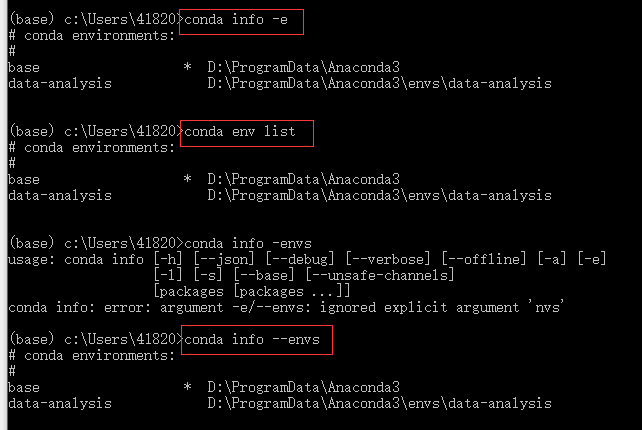 (base) c:\Users\41820>conda info -e
# conda environments:
#
base                  *  D:\ProgramData\Anaconda3
data-analysis            D:\ProgramData\Anaconda3\envs\data-analysis
(base) c:\Users\41820>conda env list
# conda environments:
#
base                  *  D:\ProgramData\Anaconda3
data-analysis            D:\ProgramData\Anaconda3\envs\data-analysis
(base) c:\Users\41820>conda info -envs
usage: conda info [-h] [--json] [--debug] [--verbose] [--offline] [-a] [-e]
                  [-l] [-s] [--base] [--unsafe-channels]
                  [packages [packages ...]]
conda info: error: argument -e/--envs: ignored explicit argument 'nvs'
(base) c:\Users\41820>conda info --envs
# conda environments:
#
base                  *  D:\ProgramData\Anaconda3
data-analysis            D:\ProgramData\Anaconda3\envs\data-analysis